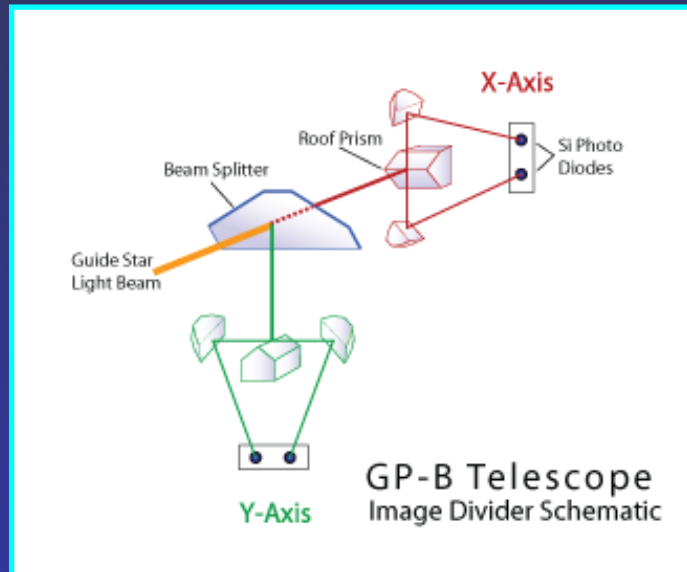 X-Axis
Roof Prism
Si Photo
Diodes
Beam Splitter
Guide Star
Light Beam
Y-Axis
GP-B Telescope
Image Divider Schematic